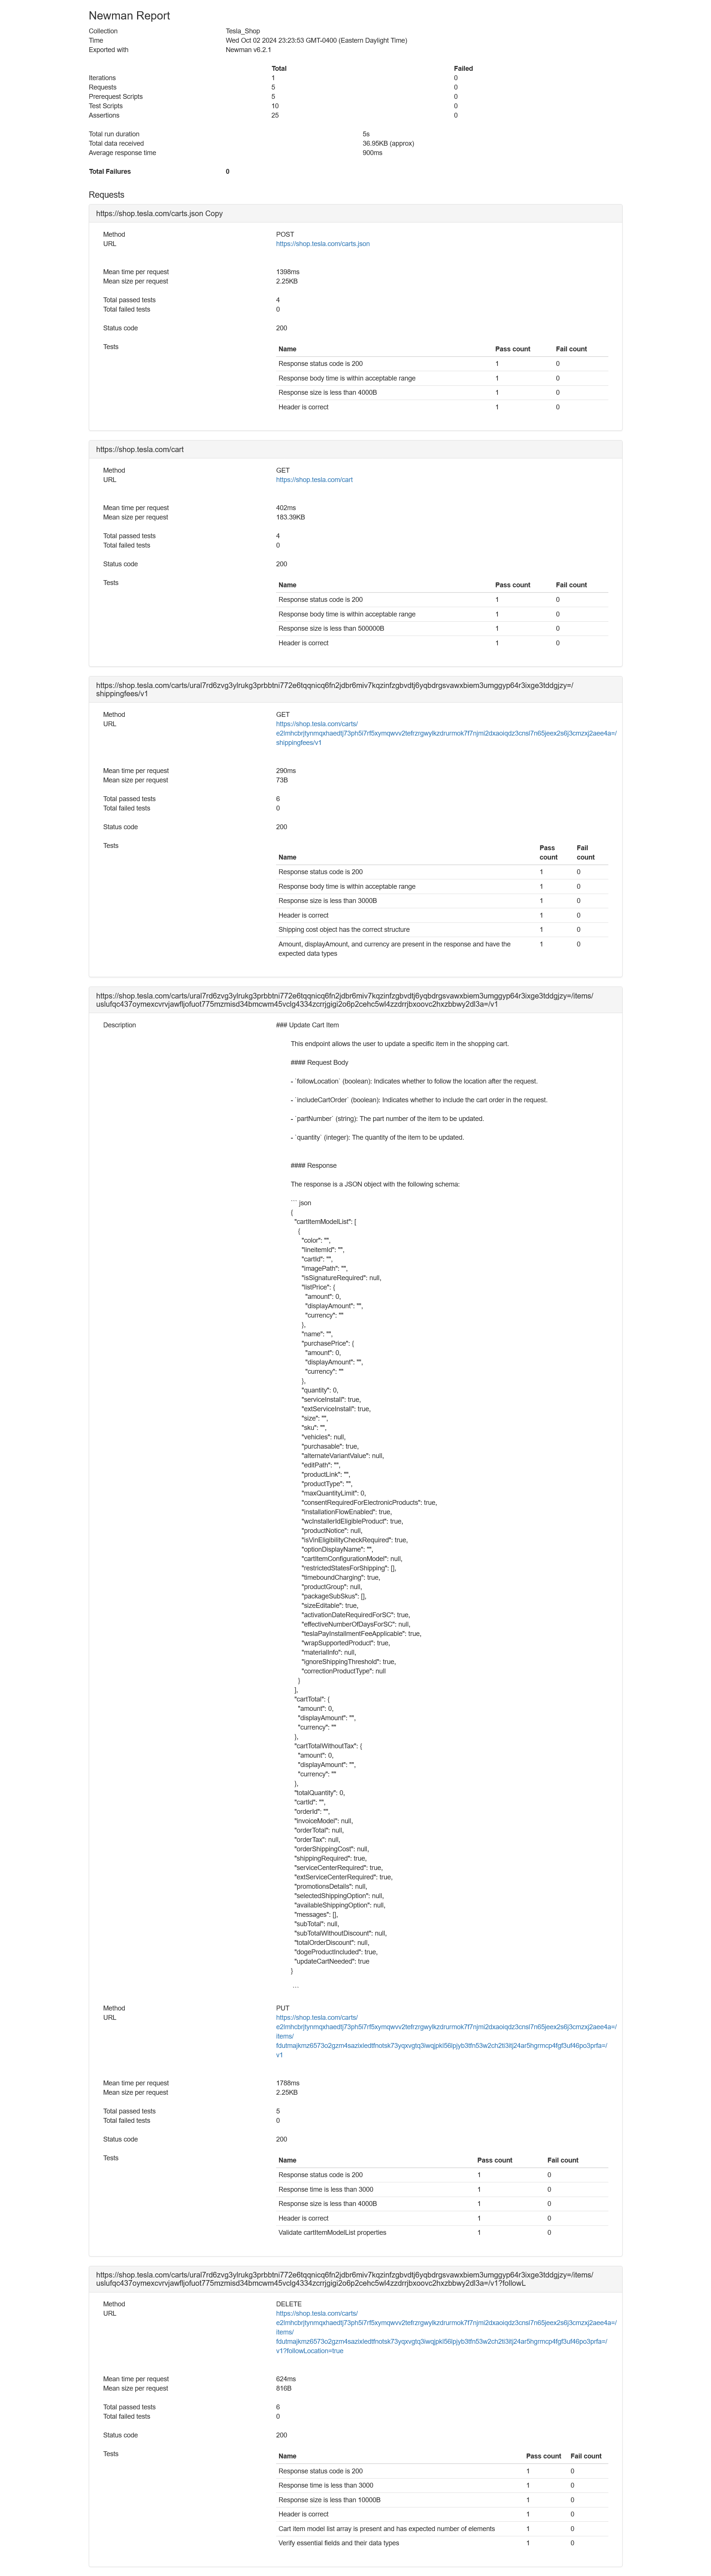 Newman Report
Collection Tesla_Shop
Time Wed Oct 02 2024 23:23:53 GMT-0400 (Eastern Daylight Time)
Exported with Newman v6.2.1
Total Failed
Iterations 1 0
Requests 5 0
Prerequest Scripts 5 0
Test Scripts 10 0
Assertions 25 0
Total run duration 5s
Total data received 36.95KB (approx)
Average response time 900ms
Total Failures 0
Requests
https://shop.tesla.com/carts.json Copy
Method POST
URL https://shop.tesla.com/carts.json
Mean time per request 1398ms
Mean size per request 2.25KB
Total passed tests 4
Total failed tests 0
Status code 200
Tests Name Pass count Fail count
Response status code is 200 1 0
Response body time is within acceptable range 1 0
Response size is less than 4000B 1 0
Header is correct 1 0
https://shop.tesla.com/cart
Method GET
URL https://shop.tesla.com/cart
Mean time per request 402ms
Mean size per request 183.39KB
Total passed tests 4
Total failed tests 0
Status code 200
Tests Name Pass count Fail count
Response status code is 200 1 0
Response body time is within acceptable range 1 0
Response size is less than 500000B 1 0
Header is correct 1 0
shippingfees/v1
Method GET
URL https://shop.tesla.com/carts/
shippingfees/v1
Mean time per request 290ms
Mean size per request 73B
Total passed tests 6
Total failed tests 0
Status code 200
Tests Name Pass count Fail count
Response status code is 200 1 0
Response body time is within acceptable range 1 0
Response size is less than 3000B 1 0
Header is correct 1 0
Shipping cost object has the correct structure 1 0
Amount, displayAmount, and currency are present in the response and have the 1 0
expected data types
Description ### Update Cart Item
This endpoint allows the user to update a specific item in the shopping cart.
#### Request Body
- `followLocation` (boolean): Indicates whether to follow the location after the request.
- `includeCartOrder` (boolean): Indicates whether to include the cart order in the request.
- `partNumber` (string): The part number of the item to be updated.
- `quantity` (integer): The quantity of the item to be updated.
#### Response
The response is a JSON object with the following schema:
``` json
{
"cartItemModelList": [
{
"color": "",
"lineItemId": "",
"cartId": "",
"imagePath": "",
"isSignatureRequired": null,
"listPrice": {
"amount": 0,
"displayAmount": "",
"currency": ""
},
"name": "",
"purchasePrice": {
"amount": 0,
"displayAmount": "",
"currency": ""
},
"quantity": 0,
"serviceInstall": true,
"extServiceInstall": true,
"size": "",
"sku": "",
"vehicles": null,
"purchasable": true,
"alternateVariantValue": null,
"editPath": "",
"productLink": "",
"productType": "",
"maxQuantityLimit": 0,
"consentRequiredForElectronicProducts": true,
"installationFlowEnabled": true,
"wcInstallerIdEligibleProduct": true,
"productNotice": null,
"isVinEligibilityCheckRequired": true,
"optionDisplayName": "",
"cartItemConfigurationModel": null,
"restrictedStatesForShipping": [],
"timeboundCharging": true,
"productGroup": null,
"packageSubSkus": [],
"sizeEditable": true,
"activationDateRequiredForSC": true,
"effectiveNumberOfDaysForSC": null,
"teslaPayInstallmentFeeApplicable": true,
"wrapSupportedProduct": true,
"materialInfo": null,
"ignoreShippingThreshold": true,
"correctionProductType": null
}
],
"cartTotal": {
"amount": 0,
"displayAmount": "",
"currency": ""
},
"cartTotalWithoutTax": {
"amount": 0,
"displayAmount": "",
"currency": ""
},
"totalQuantity": 0,
"cartId": "",
"orderId": "",
"invoiceModel": null,
"orderTotal": null,
"orderTax": null,
"orderShippingCost": null,
"shippingRequired": true,
"serviceCenterRequired": true,
"extServiceCenterRequired": true,
"promotionsDetails": null,
"selectedShippingOption": null,
"availableShippingOption": null,
"messages": [],
"subTotal": null,
"subTotalWithoutDiscount": null,
"totalOrderDiscount": null,
"dogeProductIncluded": true,
"updateCartNeeded": true
}
```
Method PUT
URL https://shop.tesla.com/carts/
items/
v1
Mean time per request 1788ms
Mean size per request 2.25KB
Total passed tests 5
Total failed tests 0
Status code 200
Tests Name Pass count Fail count
Response status code is 200 1 0
Response time is less than 3000 1 0
Response size is less than 4000B 1 0
Header is correct 1 0
Validate cartItemModelList properties 1 0
Method DELETE
URL https://shop.tesla.com/carts/
items/
v1?followLocation=true
Mean time per request 624ms
Mean size per request 816B
Total passed tests 6
Total failed tests 0
Status code 200
Tests Name Pass count Fail count
Response status code is 200 1 0
Response time is less than 3000 1 0
Response size is less than 10000B 1 0
Header is correct 1 0
Cart item model list array is present and has expected number of elements 1 0
Verify essential fields and their data types 1 0